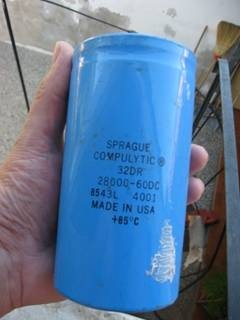 SPRAGUE
COMPULYTIC®
32DR
28000-60DC
8543L 4001
MADE IN USA
+85°C